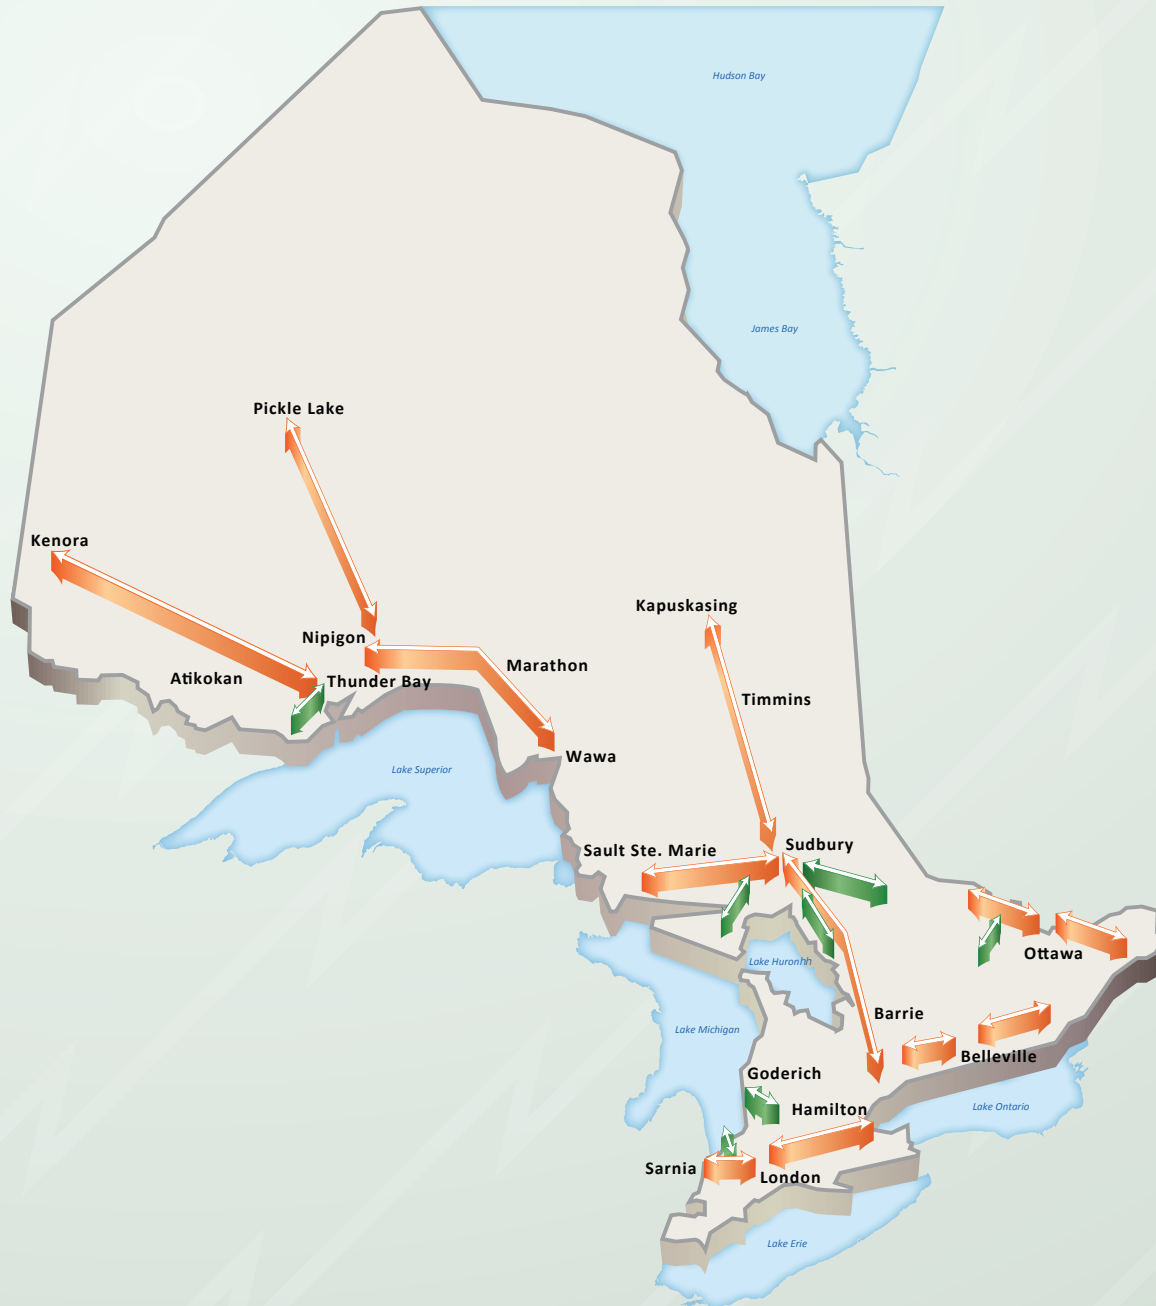 Hudson Bay
James Bay
Pickle Lake
Kenora
Kapuskasing
Nipigon
Marathon
Atikokan
Thunder Bay
Timmins
Wawa
Lake Superior
Sault Ste. Marie
Sudbury
Ottawa
Lake Huronhh
Barrie
Lake Michigan
Belleville
Goderich
Hamilton
Lake Ontario
Sarnia
London
Lake Erie